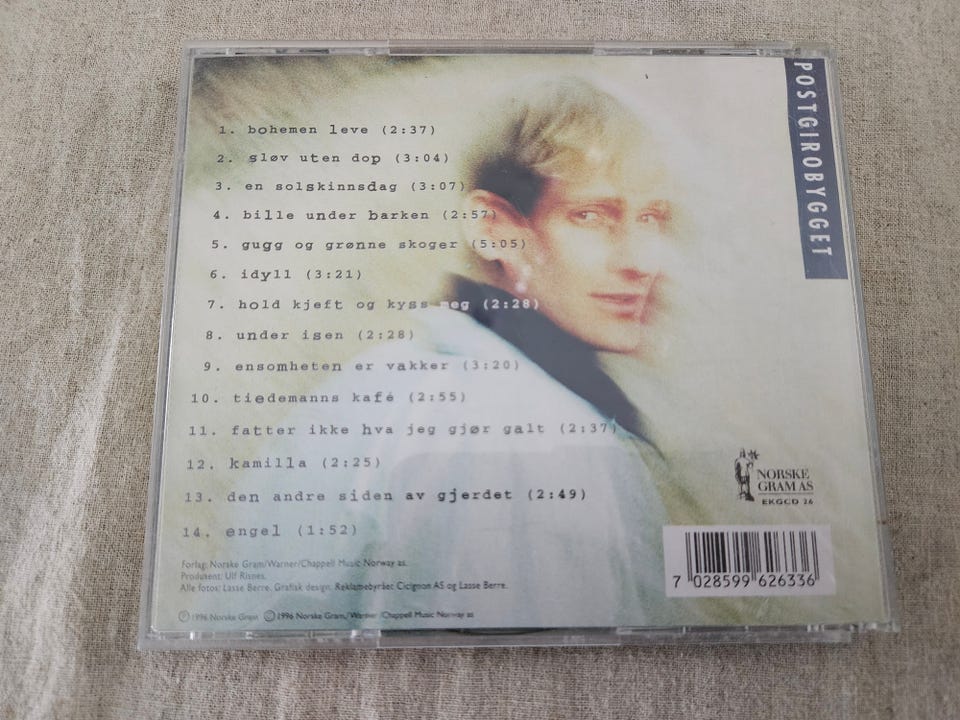 POSTGIROBYGGET
1. bohemen leve (2:37)
2. sløv uten dop (3:04)
3. en solskinnsdag (3:07)
4. bille under barken (2:57)
5. gugg og grønne skoger (5:05)
6. idyll (3:21)
7. hold kjeft og kyss meg (2:28)
8. under isen (2:28)
9. ensomheten er vakker (3:20)
10. tiedemanns kafé (2:55)
11. fatter ikke hva jeg gjør galt (2:37)
12. kamilla (2:25)
13. den andre siden av gjerdet (2:49)
14. engel (1:52)
NORSKE
GRAM AS
EKGCD 26
Forlag: Norske Gram/Warner/Chappell Music Norway as.
Produsent: Ulf Risnes.
Alle fotos: Lasse Berre. Grafisk design: Reklamebyrået Cicignon AS og Lasse Berre.
℗ 1996 Norske Gram © 1996 Norske Gram/Warner/Chappell Music Norway as
7 028599 626336